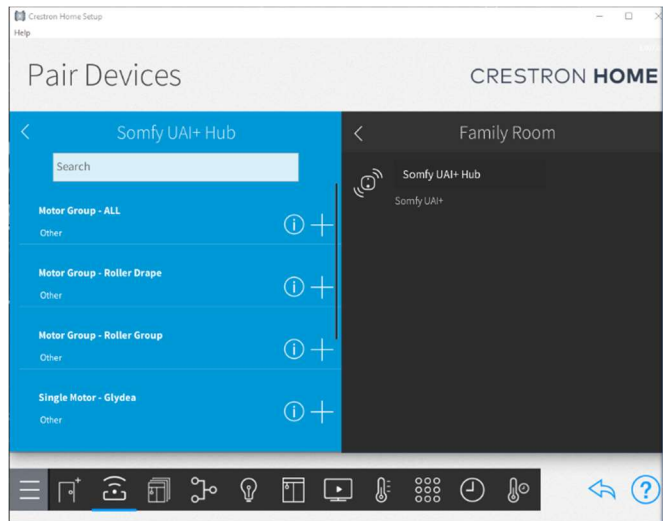 Crestron Home Setup
Help
Pair Devices
CRESTRON HOME
Somfy UAI+ Hub
Search
Motor Group - ALL
Other
Motor Group - Roller Drape
Other
Motor Group - Roller Group
Other
Single Motor - Glydea
Other
Family Room
Somfy UAI+ Hub
Somfy UAI+